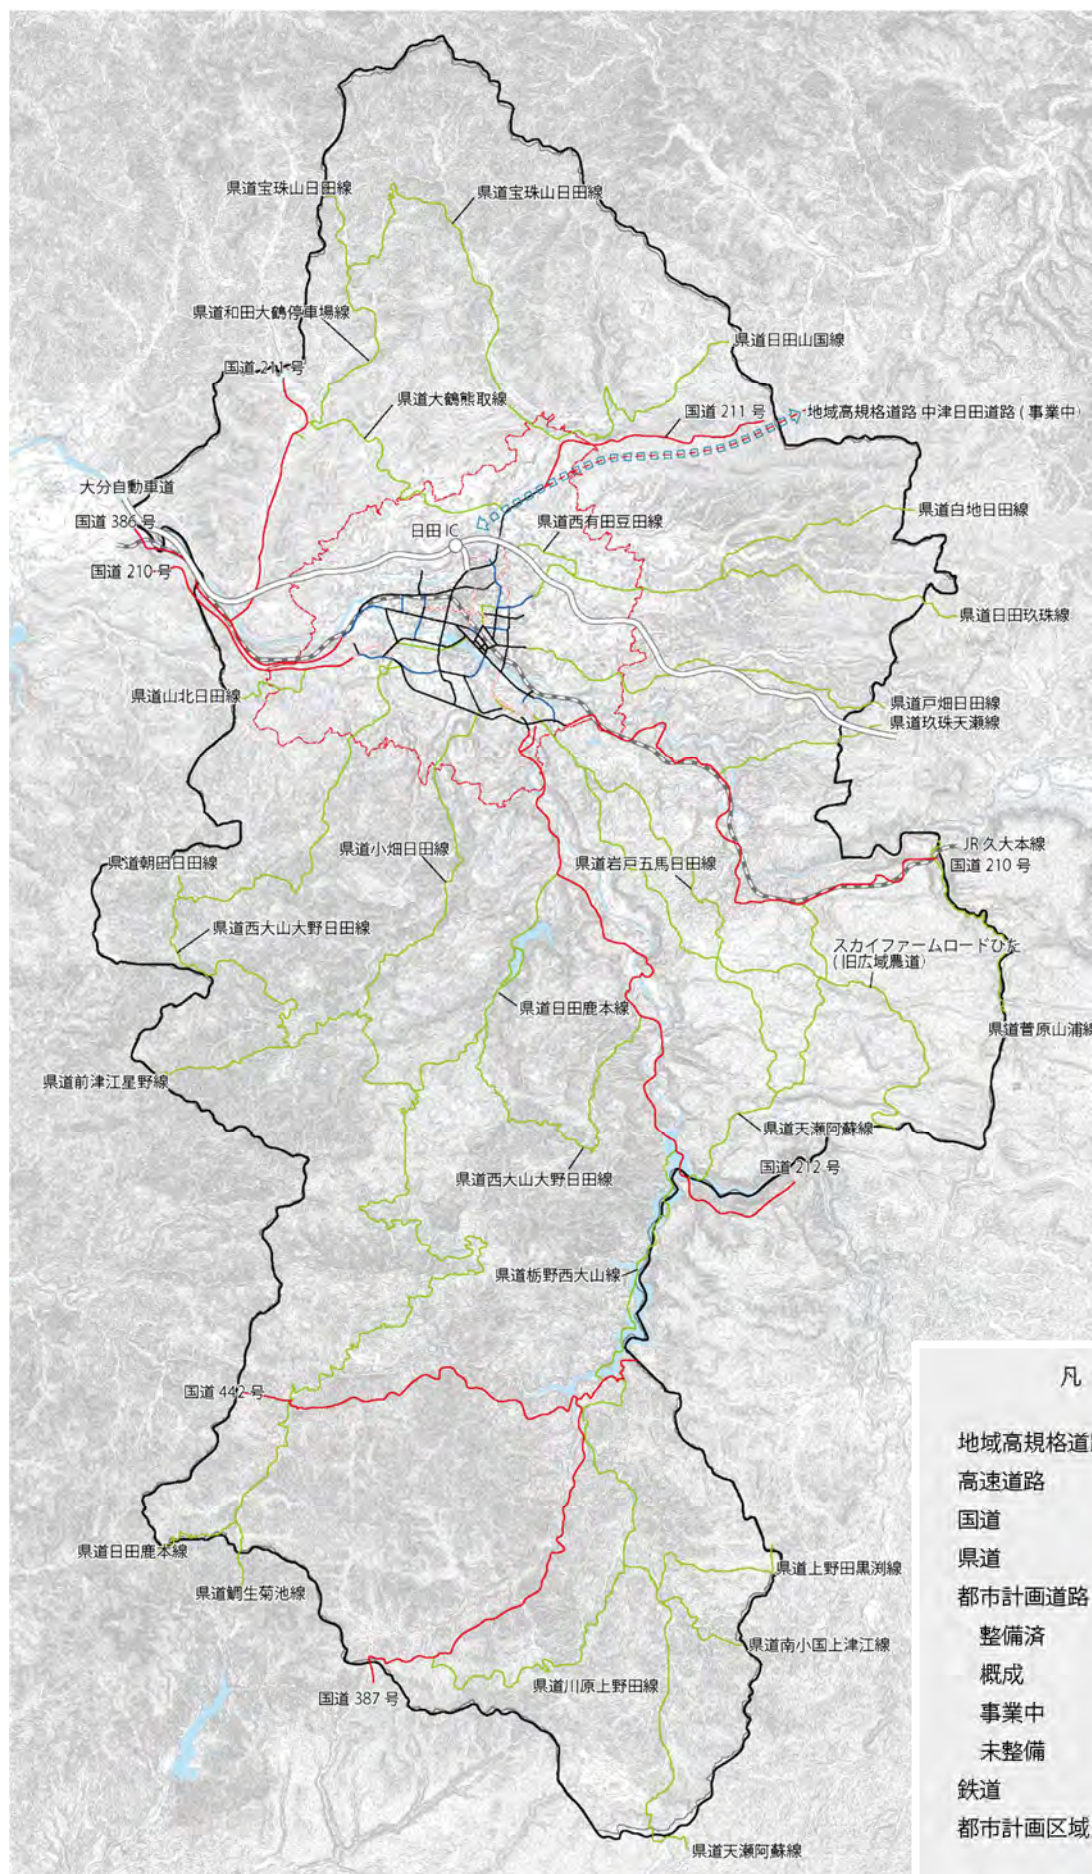 県道宝珠山日田線
県道宝珠山日田線
県道和田大鶴停車場線
県道日田山国線
国道 211 号
県道大鶴熊取線
国道 211 号
地域高規格道路 中津日田道路 ( 事業中)
大分自動車道
国道 386 号
県道白地日田線
日田 IC
県道西有田豆田線
国道 210 号
県道日田玖珠線
県道山北日田線
県道戸畑日田線
県道玖珠天瀬線
JR 久大本線
県道小畑日田線
県道朝田日田線
県道岩戸五馬日田線
国道 210 号
県道西大山大野日田線
スカイファームロードひた
( 旧広域農道)
県道日田鹿本線
県道菅原山浦線
県道前津江星野線
県道天瀬阿蘇線
国道 212 号
県道西大山大野日田線
県道栃野西大山線
国道 442 号
県道日田鹿本線
県道上野田黒渕線
県道鯛生菊池線
県道南小国上津江線
県道川原上野田線
国道 387 号
県道天瀬阿蘇線
凡
地域高規格道
高速道路
国道
県道
都市計画道路
整備済
概成
事業中
未整備
鉄道
都市計画区域